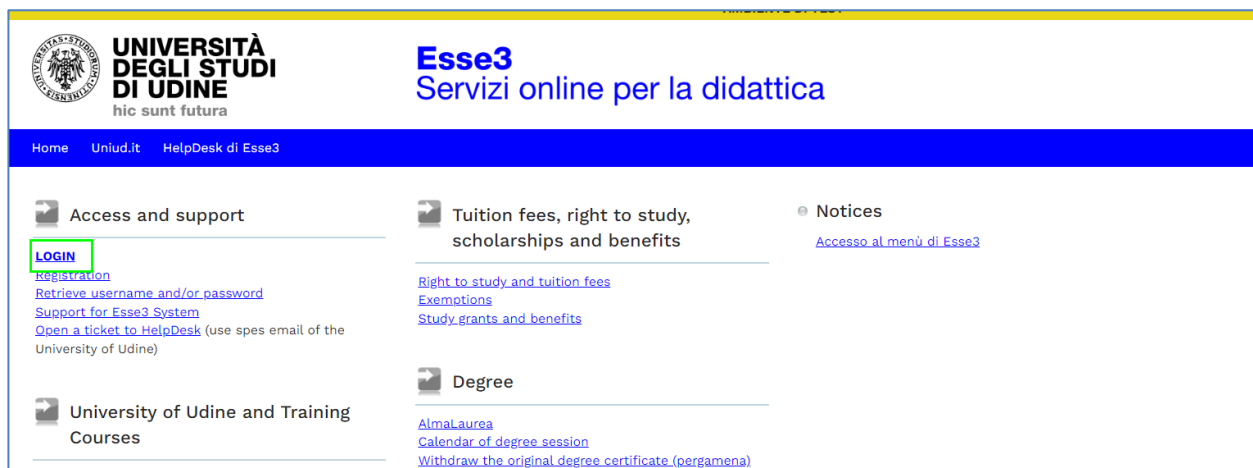 AMBIENTE DI TEST
UNIVERSITÀ
DEGLI STUDI
DI UDINE
hic sunt futura
Esse3
Servizi online per la didattica
Home Uniud.it HelpDesk di Esse3
Access and support
LOGIN
Registration
Retrieve username and/or password
Support for Esse3 System
Open a ticket to HelpDesk (use spes email of the
University of Udine)
University of Udine and Training
Courses
Tuition fees, right to study,
scholarships and benefits
Right to study and tuition fees
Exemptions
Study grants and benefits
Degree
AlmaLaurea
Calendar of degree session
Withdraw the original degree certificate (pergamena)
Notices
Accesso al menù di Esse3